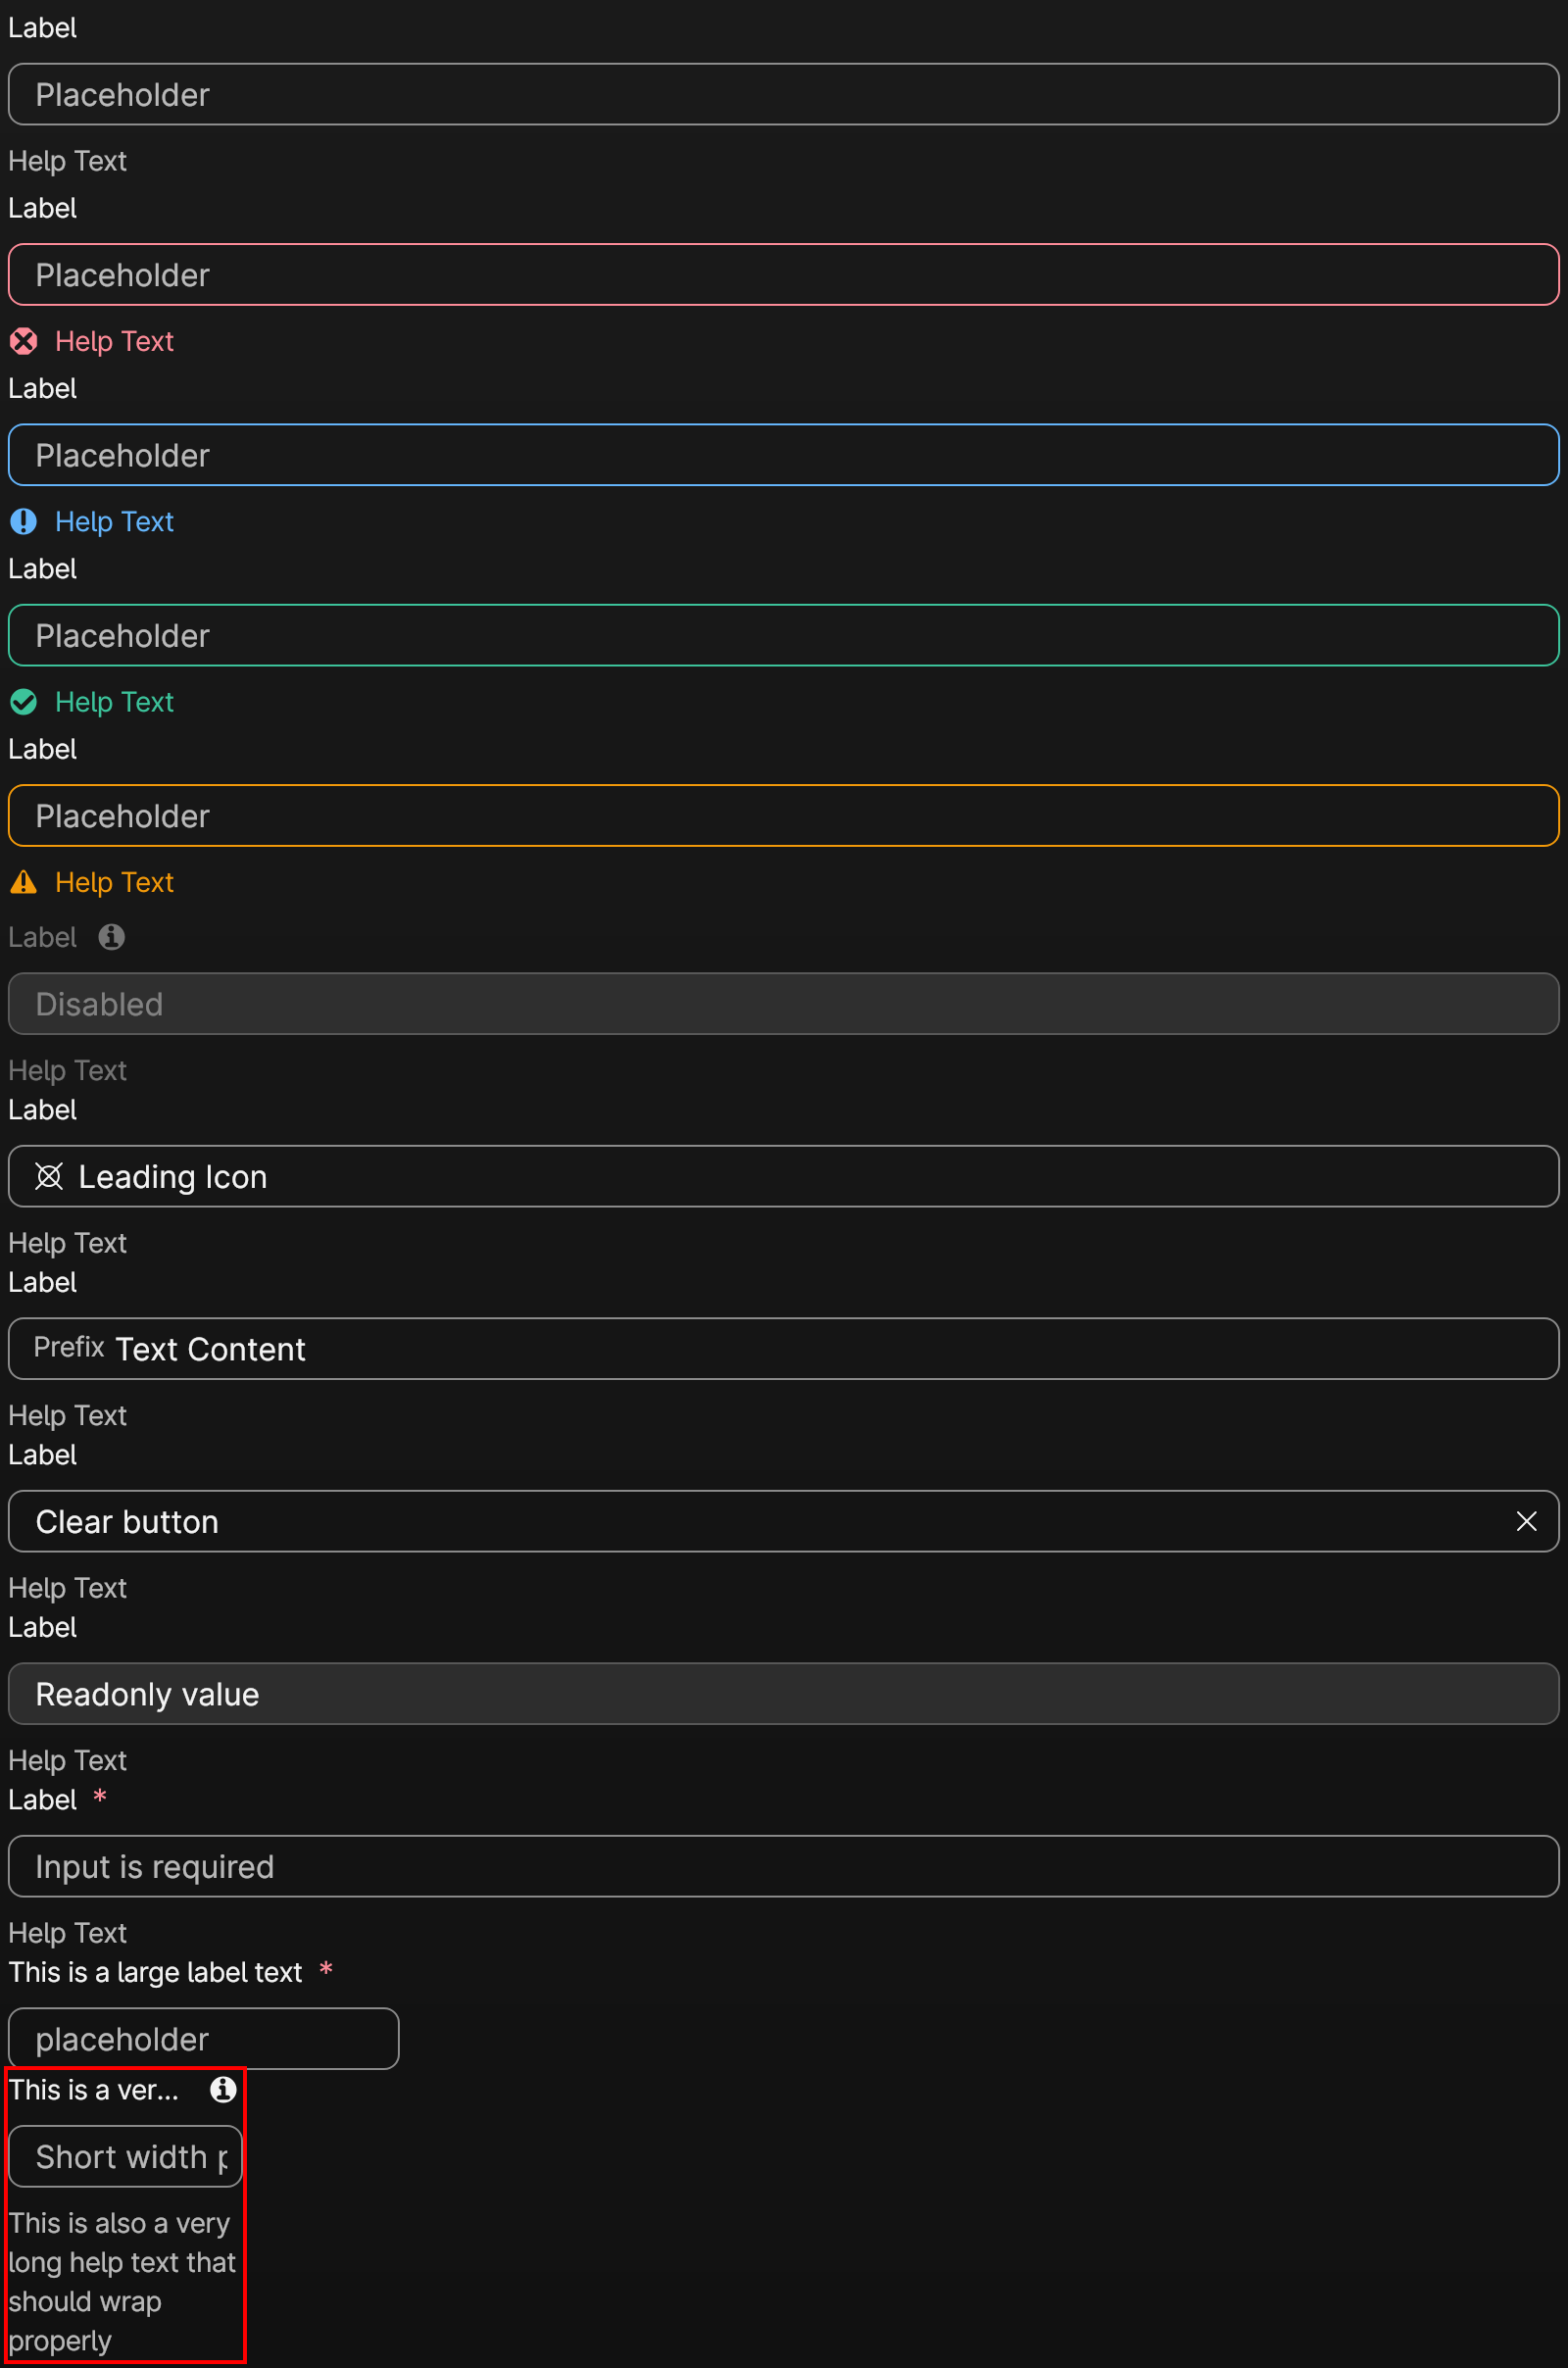 Label
Placeholder
Help Text
Label
Placeholder
Help Text
Label
Placeholder
Help Text
Label
Placeholder
Help Text
Label
Placeholder
Help Text
Label
Disabled
Help Text
Label
Leading Icon
Help Text
Label
Prefix Text Content
Help Text
Label
Clear button
Help Text
Label
Readonly value
Help Text
Label *
Input is required
Help Text
This is a large label text *
placeholder
This is a ver...
Short width p
This is also a very
long help text that
should wrap
properly